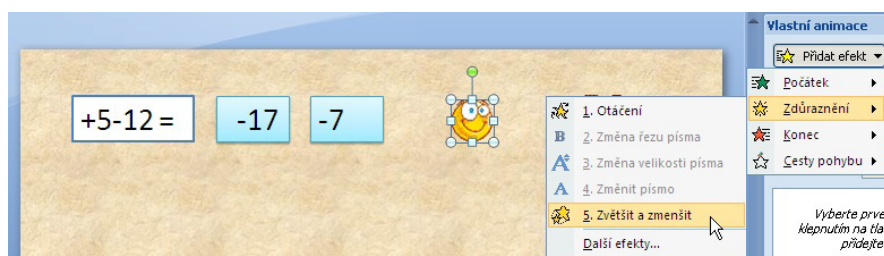 Vlastní animace
Přidat efekt
Počátek
Zdůraznění
Konec
Cesty pohybu
+5-12 =
-17
-7
1. Otáčení
2. Změna řezu písma
3. Změna velikosti písma
4. Změnit písmo
5. Zvětšit a zmenšit
Další efekty...
Vyberte prve
klepnutím na tla
přidejte